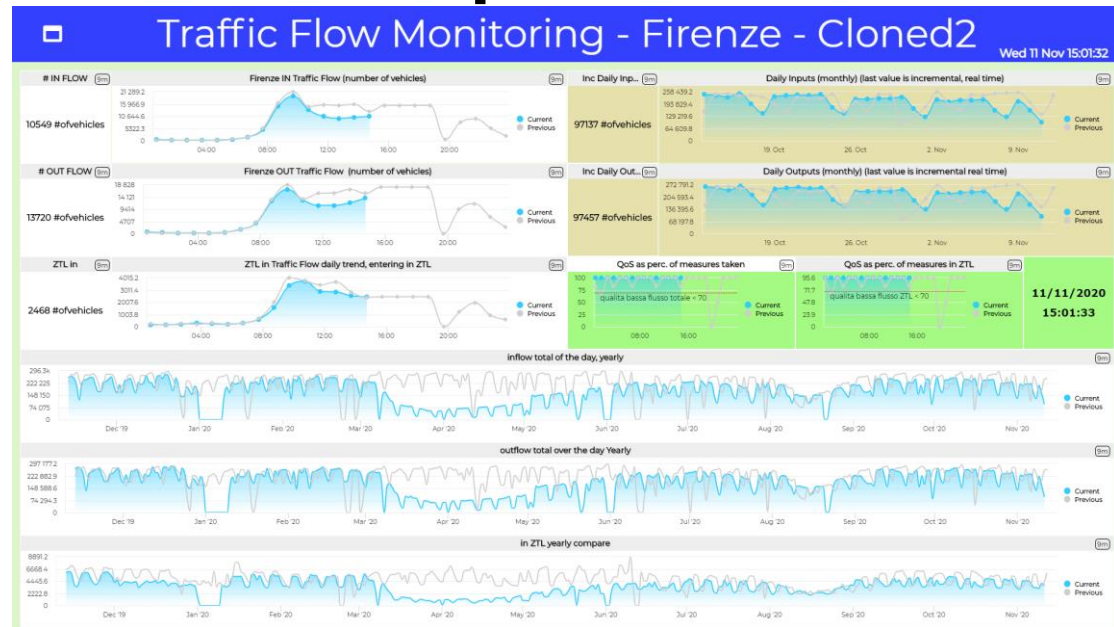 Traffic Flow Monitoring - Firenze - Cloned2
Wed 11 Nov 15:01:32
# IN FLOW 9m
10549 #ofvehicles
Firenze IN Traffic Flow (number of vehicles) 9m
21 289.2
15 966.9
10 644.6
5322.3
0
04:00 08:00 12:00 16:00 20:00
Current
Previous
Inc Daily Inp... 9m
97137 #ofvehicles
Daily Inputs (monthly) (last value is incremental, real time) 9m
258 439.2
193 829.4
129 219.6
64 609.8
0
19. Oct 26. Oct 2. Nov 9. Nov
Current
Previous
# OUT FLOW 9m
13720 #ofvehicles
Firenze OUT Traffic Flow (number of vehicles) 9m
18 828
14 121
9414
4707
0
04:00 08:00 12:00 16:00 20:00
Current
Previous
Inc Daily Out... 9m
97457 #ofvehicles
Daily Outputs (monthly) (last value is incremental real time) 9m
272 791.2
204 593.4
136 395.6
68 197.8
0
19. Oct 26. Oct 2. Nov 9. Nov
Current
Previous
ZTL in 9m
2468 #ofvehicles
ZTL in Traffic Flow daily trend, entering in ZTL 9m
4015.2
3011.4
2007.6
1003.8
0
04:00 08:00 12:00 16:00 20:00
Current
Previous
QoS as perc. of measures taken 9m
100
75
50
25
0
qualita bassa flusso totale < 70
08:00 16:00
Current
Previous
QoS as perc. of measures in ZTL 9m
95.6
71.7
47.8
23.9
0
qualita bassa flusso ZTL < 70
08:00 16:00
Current
Previous
11/11/2020
15:01:33
inflow total of the day, yearly 9m
296.3k
222 225
148 150
74 075
0
Dec '19 Jan '20 Feb '20 Mar '20 Apr '20 May '20 Jun '20 Jul '20 Aug '20 Sep '20 Oct '20 Nov '20
Current
Previous
outflow total over the day Yearly 9m
297 177.2
222 882.9
148 588.6
74 294.3
0
Dec '19 Jan '20 Feb '20 Mar '20 Apr '20 May '20 Jun '20 Jul '20 Aug '20 Sep '20 Oct '20 Nov '20
Current
Previous
in ZTL yearly compare 9m
8891.2
6668.4
4445.6
2222.8
0
Dec '19 Jan '20 Feb '20 Mar '20 Apr '20 May '20 Jun '20 Jul '20 Aug '20 Sep '20 Oct '20 Nov '20
Current
Previous